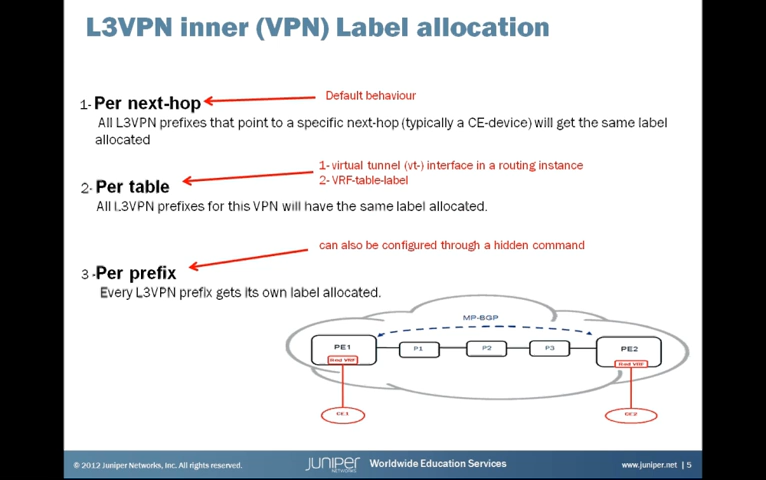 L3VPN inner (VPN) Label allocation
1- Per next-hop
Default behaviour
All L3VPN prefixes that point to a specific next-hop (typically a CE-device) will get the same label
allocated
1- virtual tunnel (vt-) interface in a routing instance
2- VRF-table-label
2- Per table
All L3VPN prefixes for this VPN will have the same label allocated.
can also be configured through a hidden command
3 -Per prefix
Every L3VPN prefix gets its own label allocated.
MP-BGP
PE1
P1
P2
P3
PE2
Red VRF
Red VRF
CE1
CE2
© 2012 Juniper Networks, Inc. All rights reserved.
JUNIPER
NETWORKS
Worldwide Education Services
www.juniper.net | 5